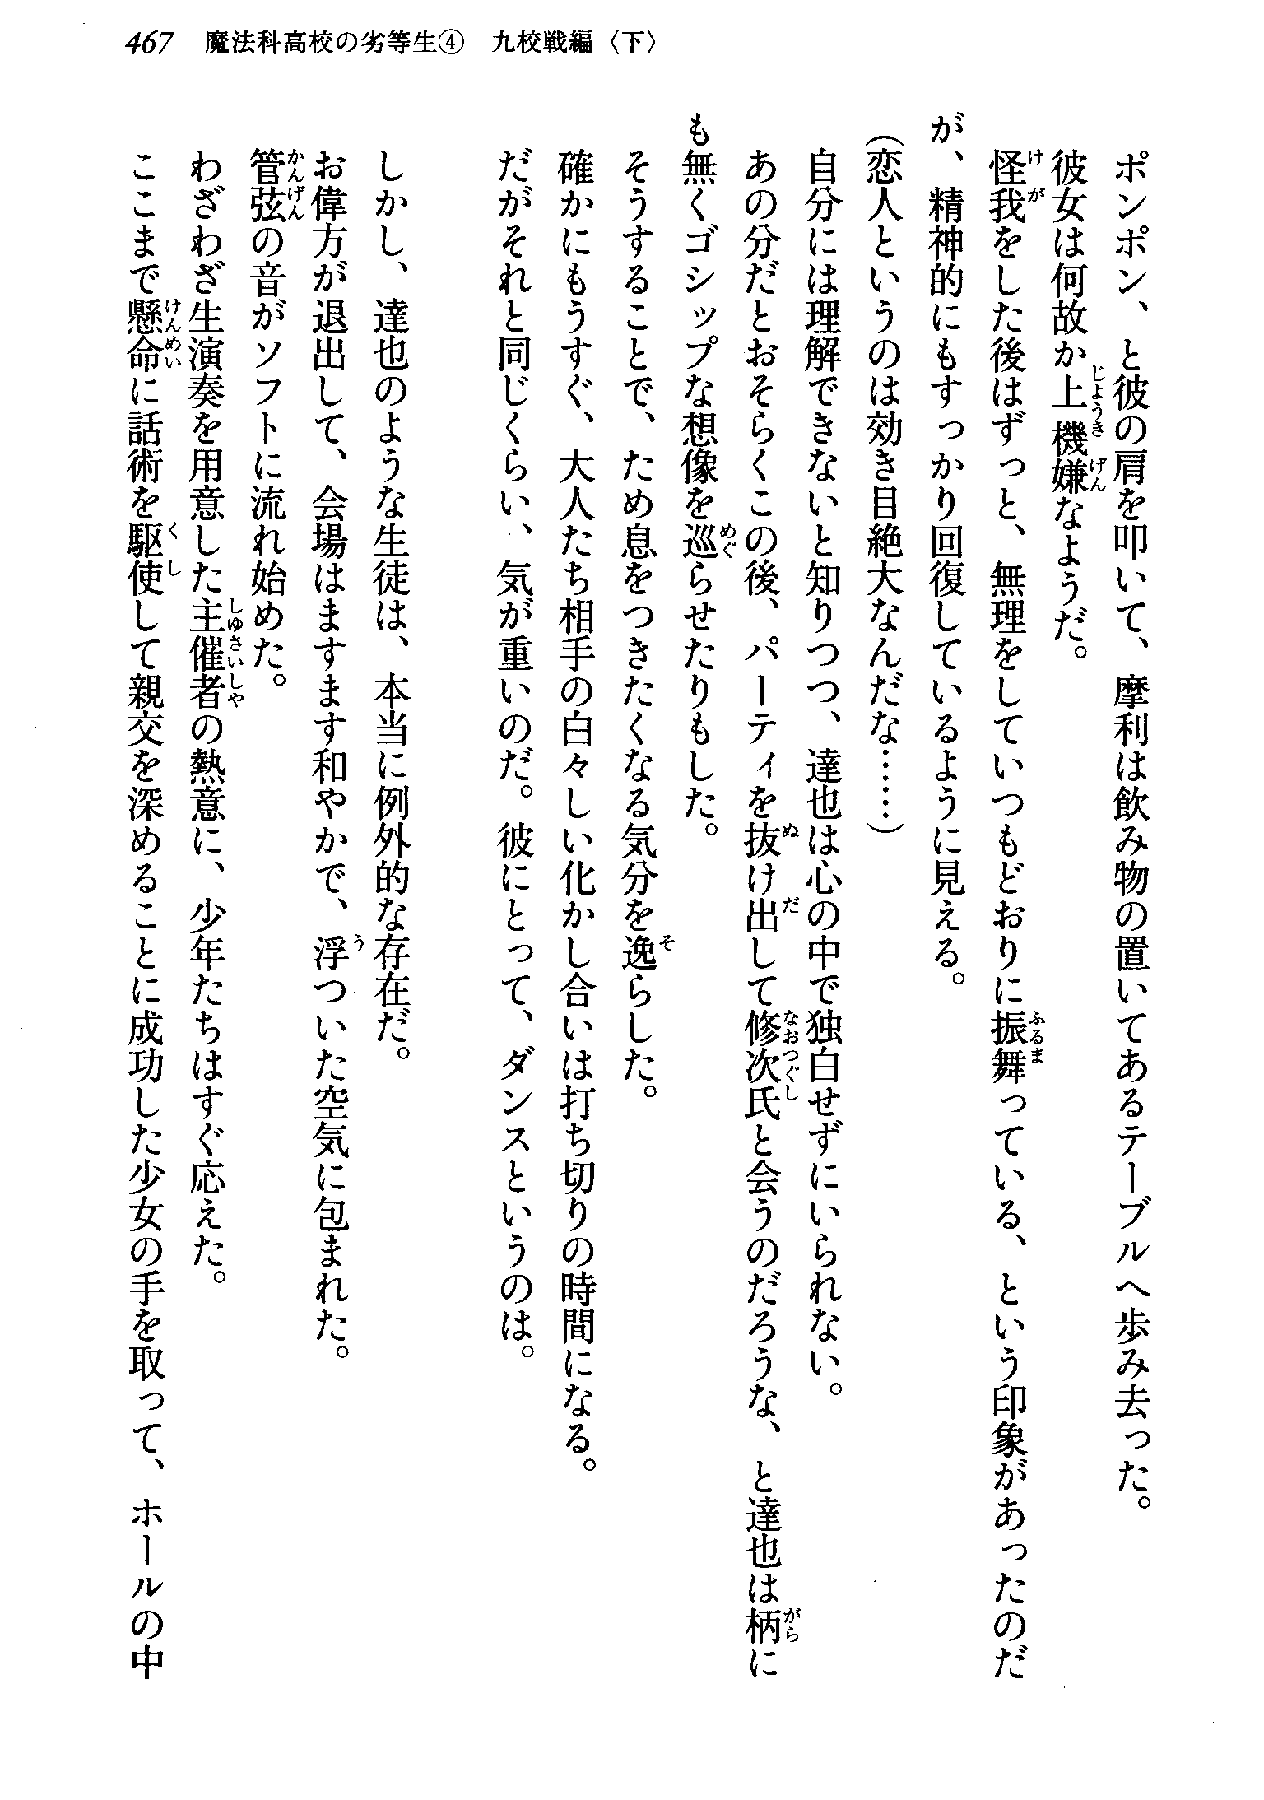 467 魔法科高校の劣等生④ 九校戦編〈下〉
ポンポン、と彼の肩を叩いて、摩利は飲み物の置いてあるテーブルへ歩み去った。
彼女は何故か上機嫌なようだ。
怪我をした後はずっと、無理をしていつもどおりに振舞っている、という印象があったのだ
が、精神的にもすっかり回復しているように見える。
（恋人というのは効き目絶大なんだな……）
自分には理解できないと知りつつ、達也は心の中で独白せずにいられない。
あの分だとおそらくこの後、パーティを抜け出して修次氏と会うのだろうな、と達也は柄に
も無くゴシップな想像を巡らせたりもした。
そうすることで、ため息をつきたくなる気分を逸らした。
確かにもうすぐ、大人たち相手の白々しい化かし合いは打ち切りの時間になる。
だがそれと同じくらい、気が重いのだ。彼にとって、ダンスというのは。
しかし、達也のような生徒は、本当に例外的な存在だ。
お偉方が退出して、会場はますます和やかで、浮ついた空気に包まれた。
管弦の音がソフトに流れ始めた。
わざわざ生演奏を用意した主催者の熱意に、少年たちはすぐ応えた。
ここまで懸命に話術を駆使して親交を深めることに成功した少女の手を取って、ホールの中